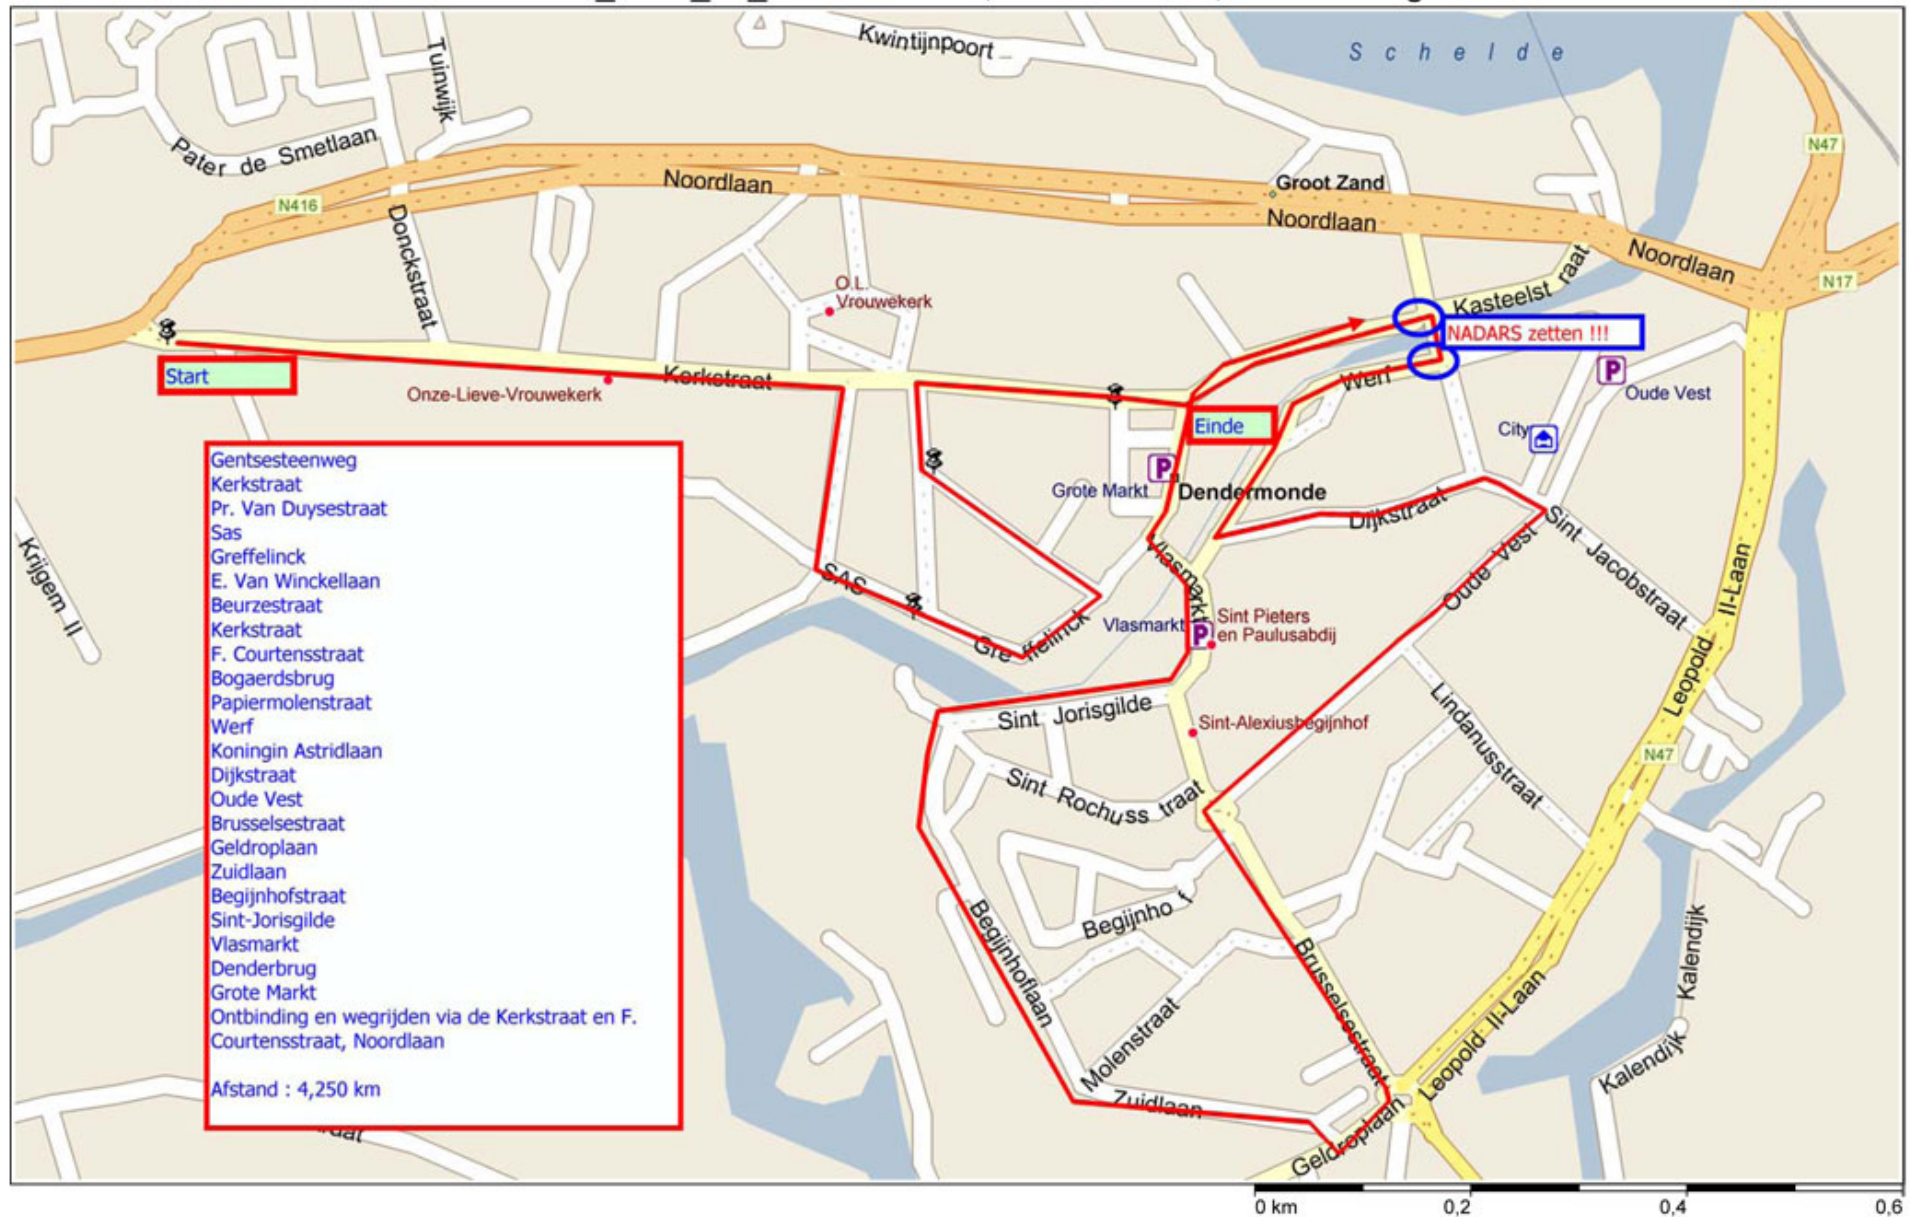 Kwintijnpoort
Schelde
Tuinwijk
Pater de Smetlaan
N47
Noordlaan
Groot Zand
N416
Noordlaan
Donckstraat
Noordlaan
N17
O.L.
Vrouwekerk
Kasteelst raat
NADARS zetten !!!
Start
Kerkstraat
Werf
Onze-Lieve-Vrouwekerk
Oude Vest
Einde
City
Grote Markt
Dendermonde
Dijkstraat
Gentsesteenweg
Kerkstraat
Pr. Van Duysestraat
Sas
Greffelinck
E. Van Winckellaan
Beurzestraat
Kerkstraat
F. Courtensstraat
Bogaerdsbrug
Papiermolenstraat
Werf
Koningin Astridlaan
Dijkstraat
Oude Vest
Brusselsestraat
Geldroplaan
Zuidlaan
Begijnhofstraat
Sint-Jorisgilde
Vlasmarkt
Denderbrug
Grote Markt
Ontbinding en wegrijden via de Kerkstraat en F.
Courtensstraat, Noordlaan
Afstand : 4,250 km
Krijgem II
Vlasmarkt
Oude Vest
Sint Jacobstraat
SAS
Greffelinck
Vlasmarkt
Sint Pieters
en Paulusabdij
Leopold II-Laan
Sint Jorisgilde
Sint-Alexiusbegijnhof
Lindanusstraat
N47
Sint Rochuss traat
Begijnho f
Begijnhoflaan
Brusselsestraat
Kalendijk
Molenstraat
Leopold II-Laan
Kalendijk
Zuidlaan
Geldroplaan
0 km 0,2 0,4 0,6